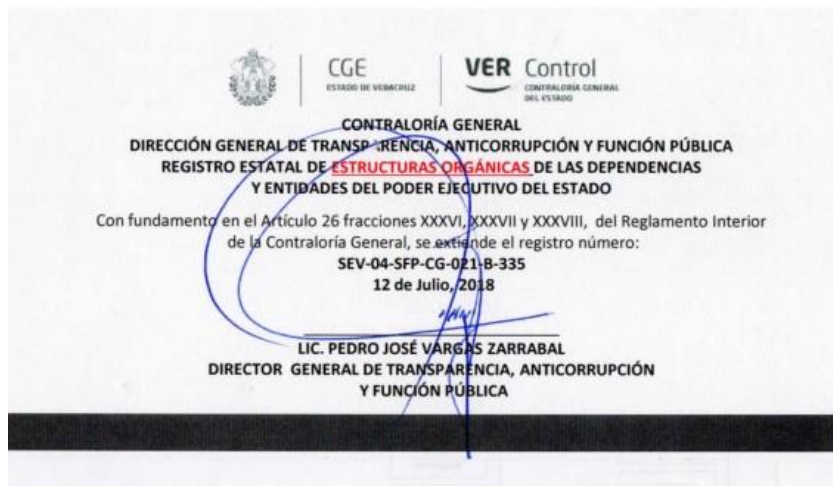 CGE
ESTADO DE VERACRUZ
VER Control
CONTRALORÍA GENERAL
DEL ESTADO
CONTRALORÍA GENERAL
DIRECCIÓN GENERAL DE TRANSP RENCIA, ANTICORRUPCIÓN Y FUNCIÓN PÚBLICA
REGISTRO ESTATAL DE ESTRUCTURAS ORGÁNICAS DE LAS DEPENDENCIAS
Y ENTIDADES DEL PODER EJECUTIVO DEL ESTADO
Con fundamento en el Artículo 26 fracciones XXXVI, XXXVII y XXXVIII, del Reglamento Interior
de la Contraloría General, se extiende el registro número:
SEV-04-SFP-CG-021-B-335
12 de Julio, 2018
LIC. PEDRO JOSÉ VARGAS ZARRABAL
DIRECTOR GENERAL DE TRANSPARENCIA, ANTICORRUPCIÓN
Y FUNCIÓN PÚBLICA